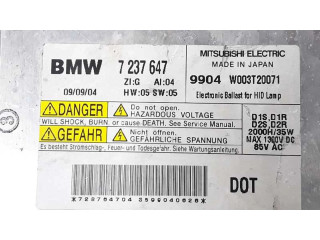 BMW 7 237 647
ZI:G AI:04
09/09/04 HW:05 SW:05
MITSUBISHI ELECTRIC
MADE IN JAPAN
9904 W003T20071
Electronic Ballast for HID Lamp
DANGER Do not open.
HAZARDOUS VOLTAGE
WILL SHOCK, BURN or cause DEATH. See Service Manual.
GEFAHR Nicht öffnen.
GEFÄHRLICHE SPANNUNG
Es besteht Stromschlag-, Feuer- und Todesgefahr. Siehe Wartungsanleitung.
D1S,D1R
D2S,D2R
2000H/35W
MAX 1300V DC
85V AC
DOT